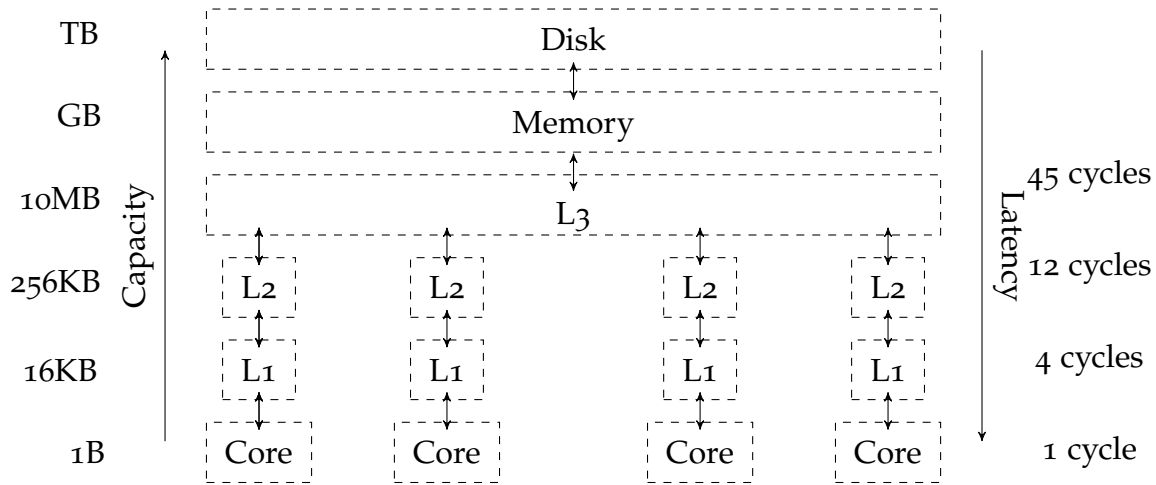 TB Disk
GB Memory
10MB L3 45 cycles
Capacity Latency
256KB L2 L2 L2 L2 12 cycles
16KB L1 L1 L1 L1 4 cycles
1B Core Core Core Core 1 cycle